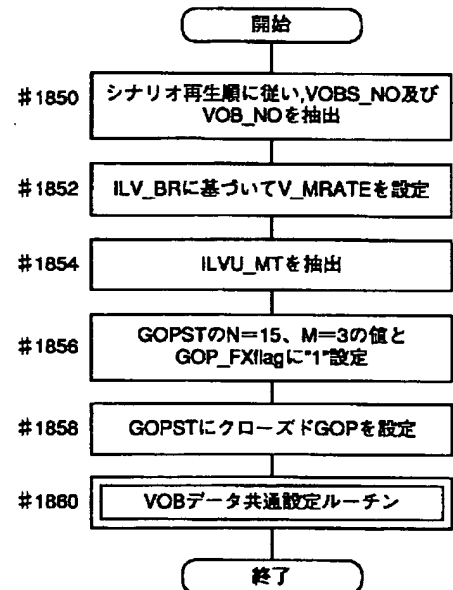 開始
#1850
シナリオ再生順に従い,VOBS_NO及び
VOB_NOを抽出
#1852
ILV_BRに基づいてV_MRATEを設定
#1854
ILVU_MTを抽出
#1856
GOPSTのN=15、M=3の値と
GOP_FXflagに"1"設定
#1858
GOPSTにクローズドGOPを設定
#1860
VOBデータ共通設定ルーチン
終了